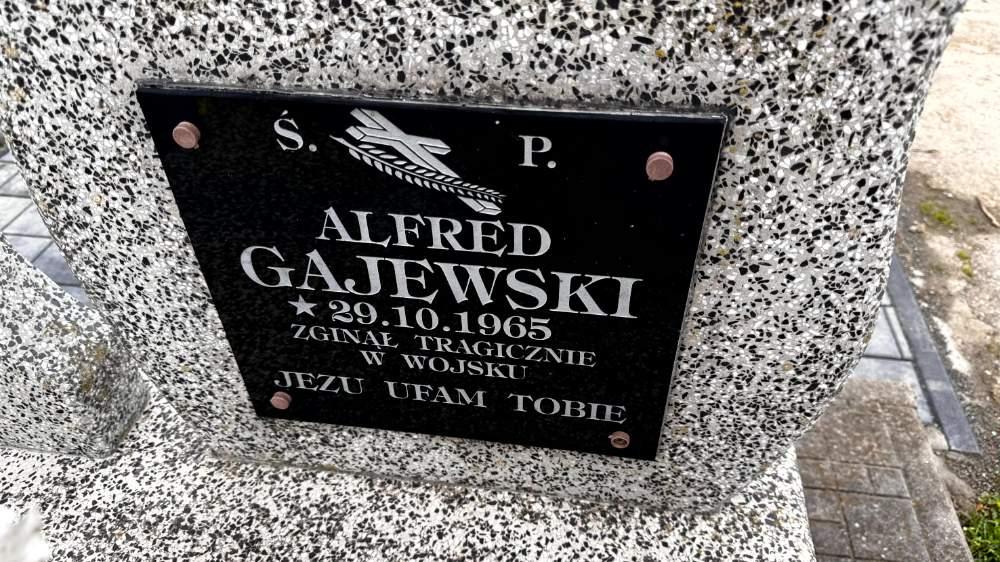 Ś. P.
ALFRED
GAJEWSKI
★ 29.10.1965
ZGINĄŁ TRAGICZNIE
W WOJSKU
JEZU UFAM TOBIE